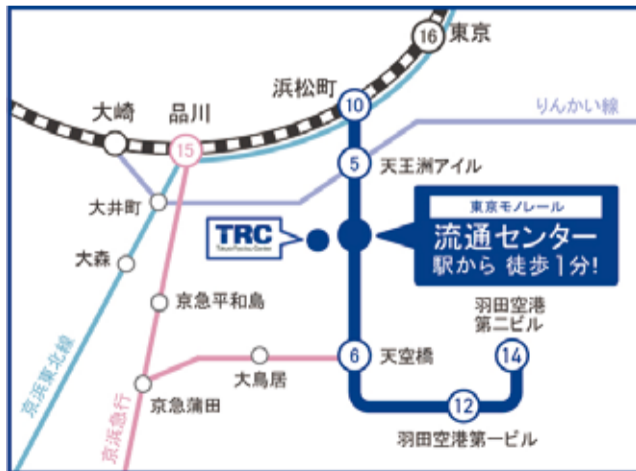 16
東京
浜松町
10
大崎
品川
15
りんかい線
5
天王洲アイル
大井町
東京モノレール
流通センター
駅から 徒歩1分!
TRC
大森
京急平和島
羽田空港
第二ビル
6
天空橋
14
大鳥居
京急蒲田
12
羽田空港第一ビル
京浜東北線
京浜急行